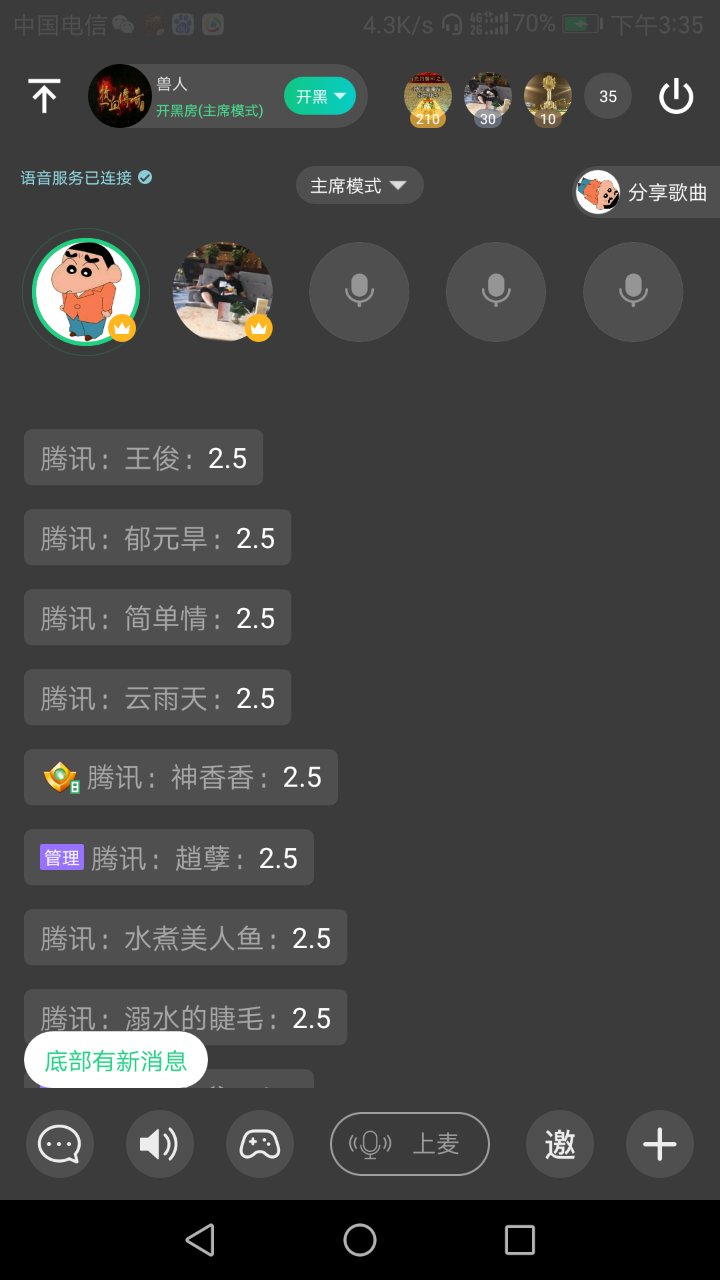 中国电信
4.3K/s
4G
2G
70%
下午3:35
兽人
开黑房(主席模式)
开黑
210
30
10
35
语音服务已连接
主席模式
分享歌曲
腾讯：王俊：2.5
腾讯：郁元旱：2.5
腾讯：简单情：2.5
腾讯：云雨天：2.5
腾讯：神香香：2.5
管理 腾讯：趙孽：2.5
腾讯：水煮美人鱼：2.5
腾讯：溺水的睫毛：2.5
底部有新消息
上麦
邀